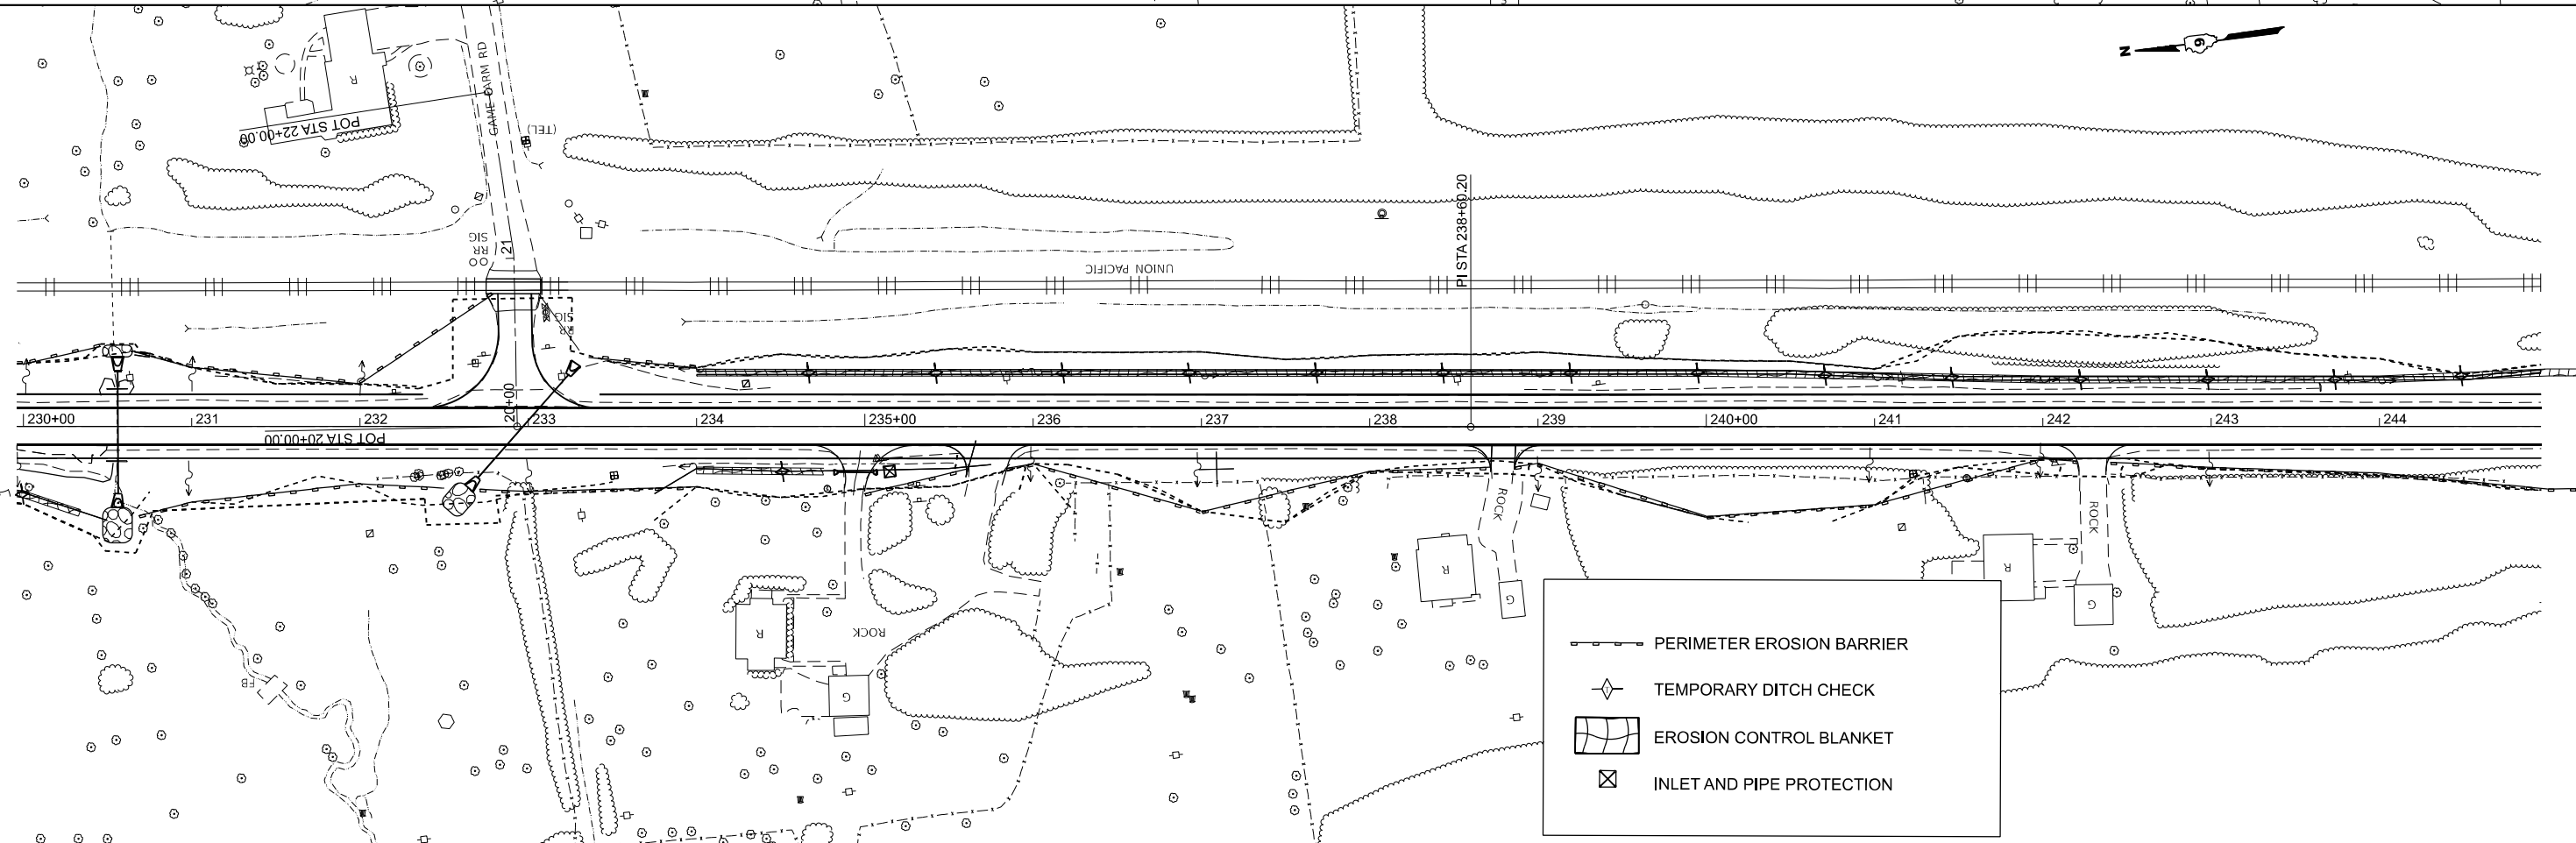 GAME FARM RD
R
POT STA 22+00.00
(TEL)
N
6
SIG
RR
21
UNION PACIFIC
PI STA 238+60.20
SIG
RR
20+00
230+00
231
232
233
234
235+00
236
237
238
239
240+00
241
242
243
244
POT STA 20+00.00
ROCK
ROCK
R
G
R
G
R
ROCK
G
FB
PERIMETER EROSION BARRIER
TEMPORARY DITCH CHECK
EROSION CONTROL BLANKET
INLET AND PIPE PROTECTION